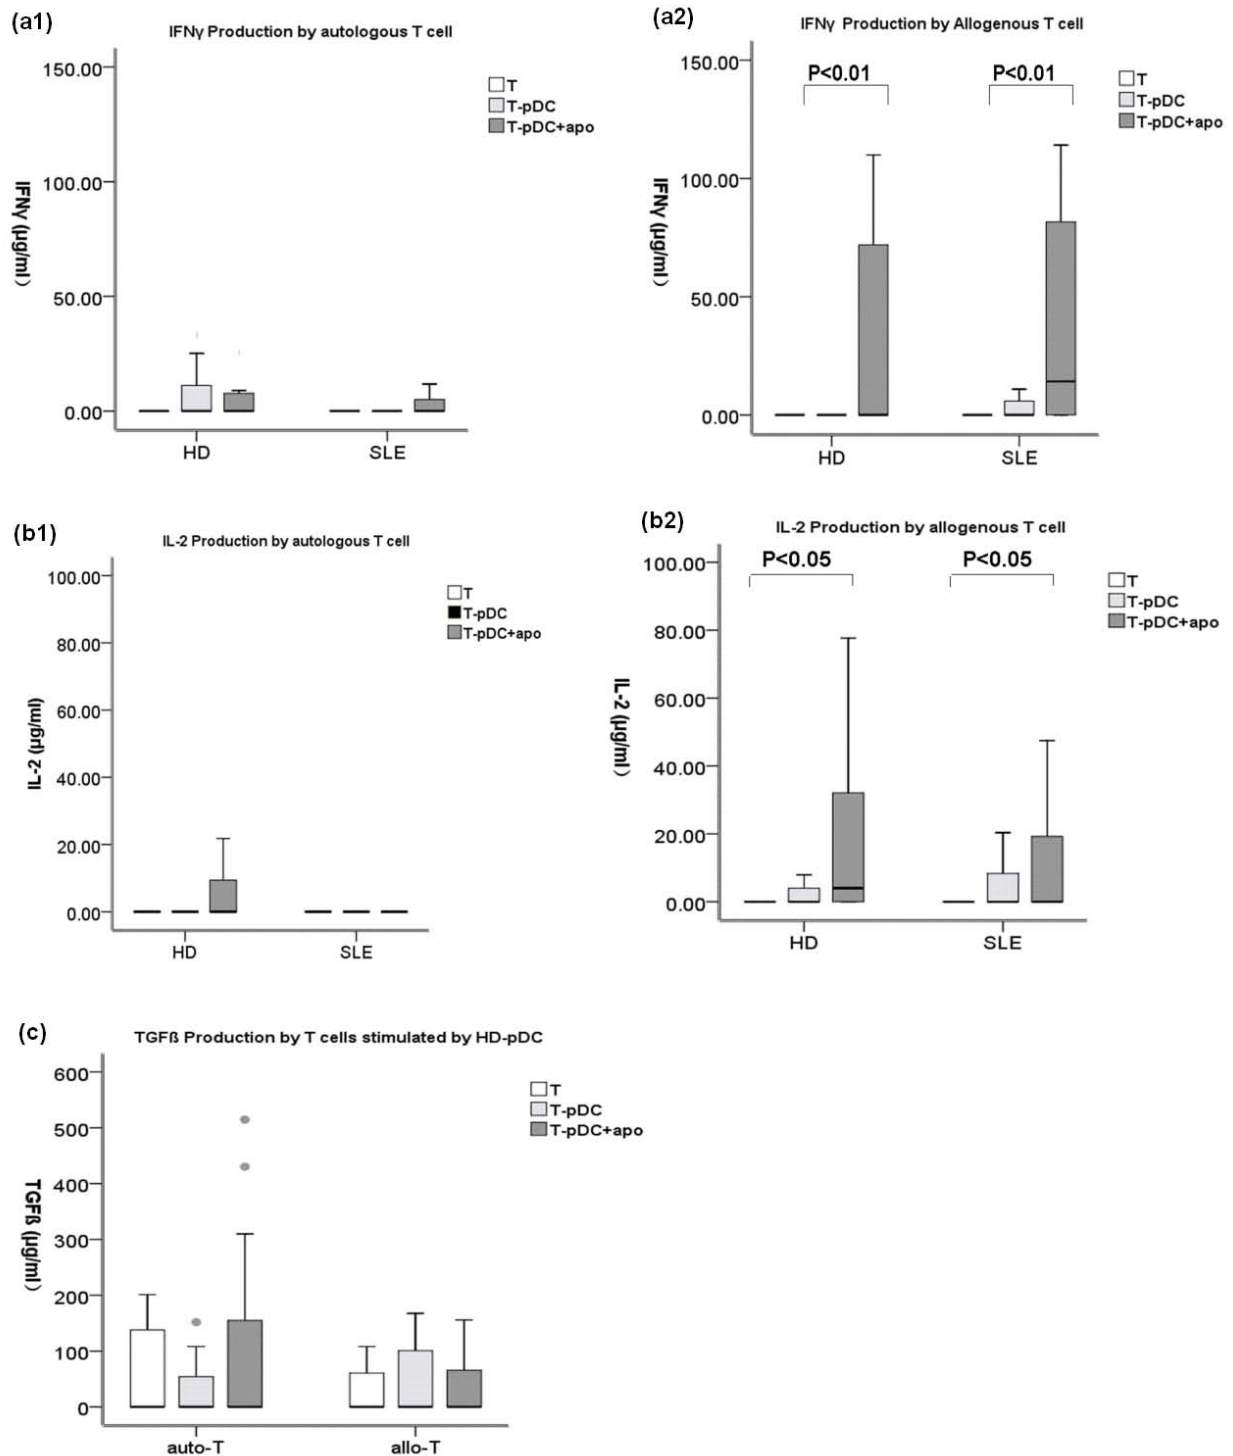 (a1)
IFNγ Production by autologous T cell
150.00
100.00
50.00
0.00
IFNγ (µg/ml)
HD
SLE
T
T-pDC
T-pDC+apo
(a2)
IFNγ Production by Allogenous T cell
150.00
100.00
50.00
0.00
IFNγ (µg/ml)
P<0.01
P<0.01
HD
SLE
T
T-pDC
T-pDC+apo
(b1)
IL-2 Production by autologous T cell
100.00
80.00
60.00
40.00
20.00
0.00
IL-2 (µg/ml)
HD
SLE
T
T-pDC
T-pDC+apo
(b2)
IL-2 Production by allogenous T cell
100.00
80.00
60.00
40.00
20.00
0.00
IL-2 (µg/ml)
P<0.05
P<0.05
HD
SLE
T
T-pDC
T-pDC+apo
(c)
TGFß Production by T cells stimulated by HD-pDC
600
500
400
300
200
100
0
TGFß (µg/ml)
auto-T
allo-T
T
T-pDC
T-pDC+apo